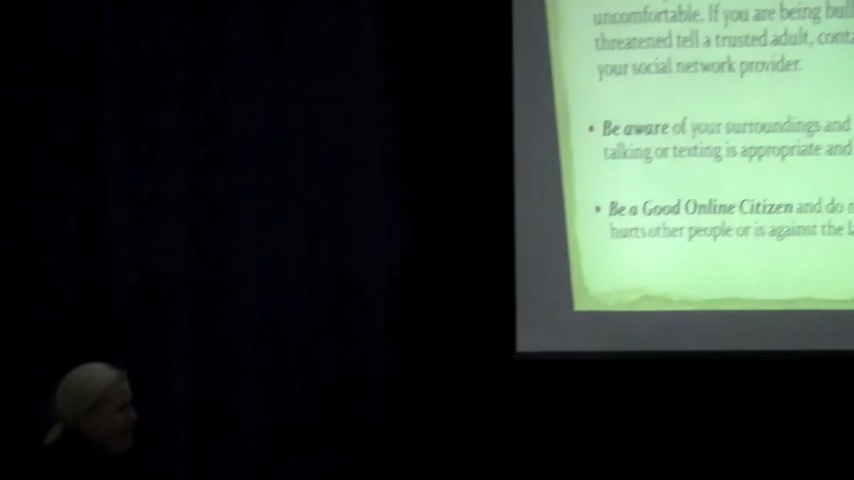 uncomfortable. If you are being
threatened tell a trusted adult,
your social network provider.
• Be aware of your surroundings and
talking or texting is appropriate and
• Be a Good Online Citizen and do
hurts other people or is against the